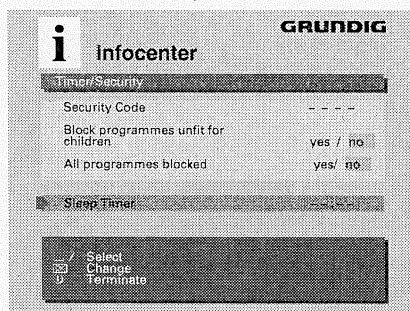 GRUNDIG
i
Infocenter
Timer/Security
Security Code - - - -
Block programmes unfit for
children yes / no
All programmes blocked yes/ no
Sleep Timer --:--
Select
Change
Terminate